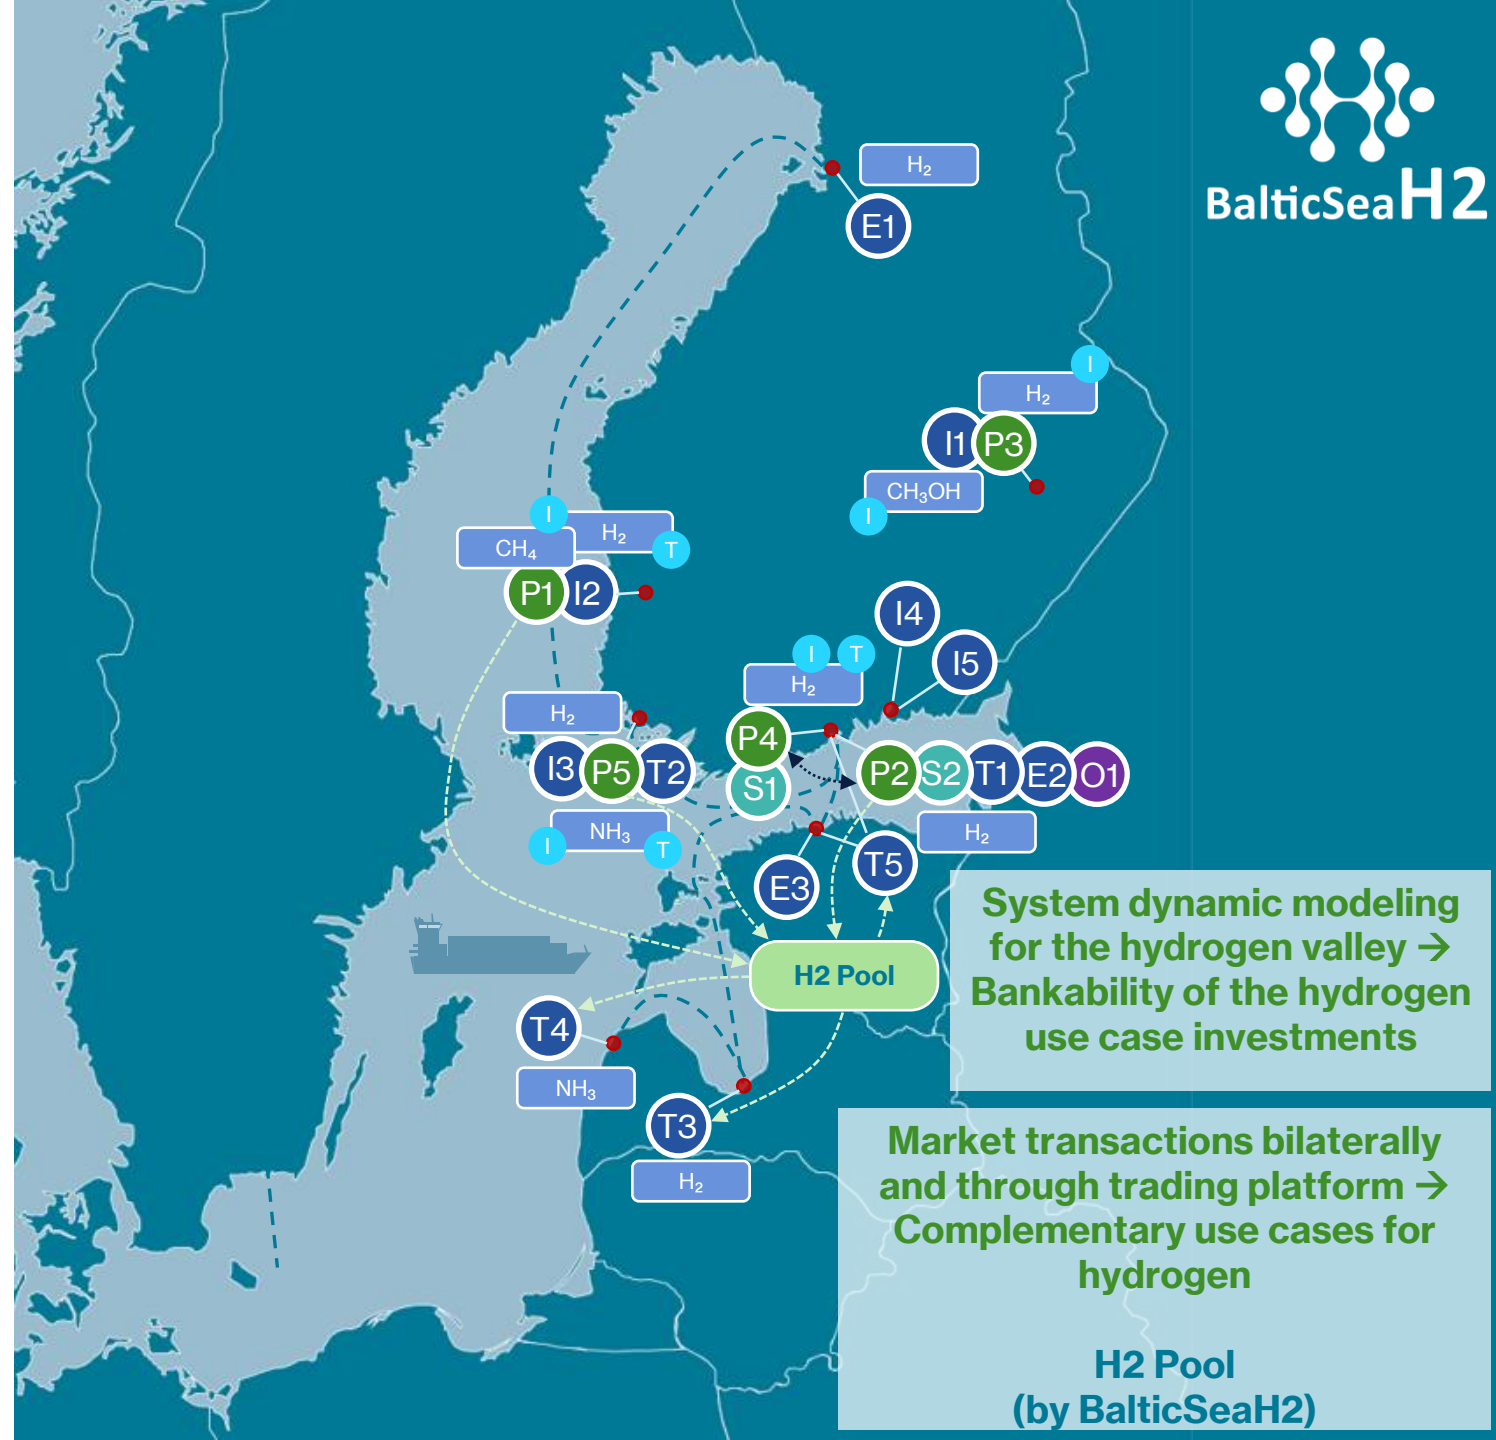 BalticSeaH2
H₂
E1
I
H₂
I1
P3
CH₃OH
I
I
H₂
CH₄
T
P1
I2
I4
I5
I
T
H₂
H₂
P4
I3
P5
T2
S1
P2
S2
T1
E2
O1
NH₃
I
T
H₂
E3
T5
H2 Pool
System dynamic modeling
for the hydrogen valley →
Bankability of the hydrogen
use case investments
T4
NH₃
T3
H₂
Market transactions bilaterally
and through trading platform →
Complementary use cases for
hydrogen
H2 Pool
(by BalticSeaH2)